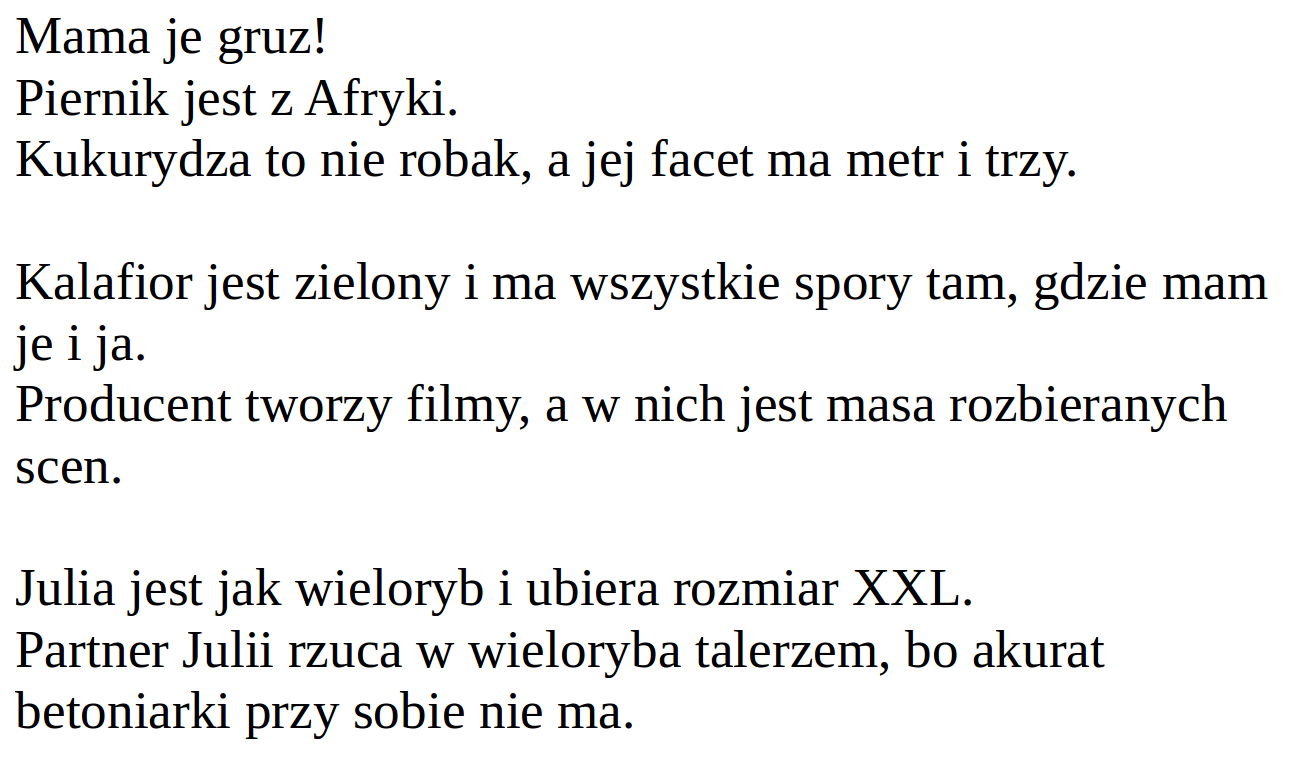 Mama je gruz!
Piernik jest z Afryki.
Kukurydza to nie robak, a jej facet ma metr i trzy.
Kalafior jest zielony i ma wszystkie spory tam, gdzie mam
je i ja.
Producent tworzy filmy, a w nich jest masa rozbieranych
scen.
Julia jest jak wieloryb i ubiera rozmiar XXL.
Partner Julii rzuca w wieloryba talerzem, bo akurat
betoniarki przy sobie nie ma.